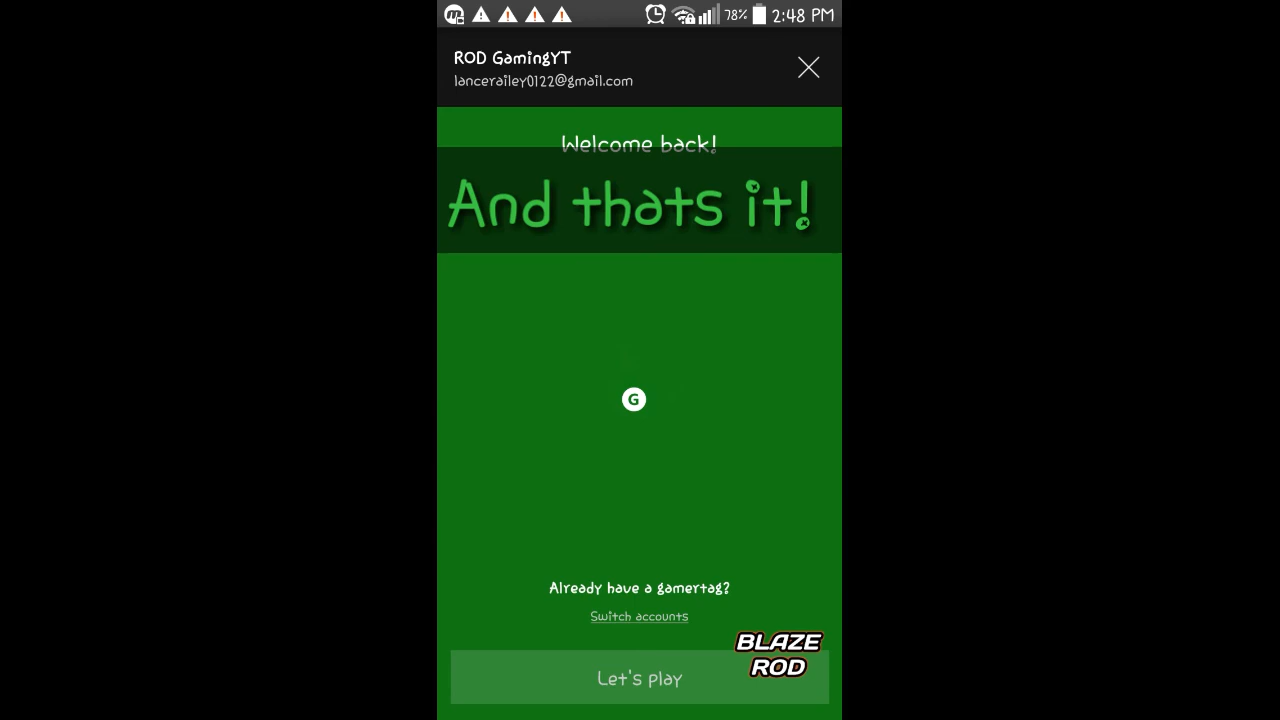 78% 2:48 PM
ROD GamingYT
lancerailey0122@gmail.com
Welcome back!
And thats it!
G
Already have a gamertag?
Switch accounts
BLAZE
ROD
Let's play